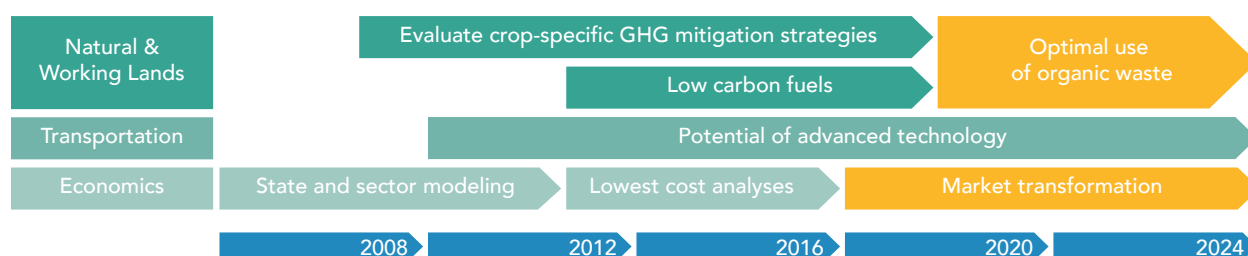 Natural &
Working Lands
Evaluate crop-specific GHG mitigation strategies
Low carbon fuels
Optimal use
of organic waste
Transportation
Potential of advanced technology
Economics
State and sector modeling
Lowest cost analyses
Market transformation
2008
2012
2016
2020
2024